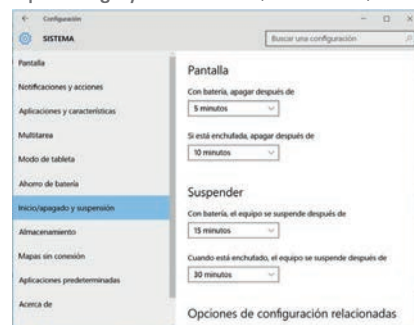 Configuración
SISTEMA
Buscar una configuración
Pantalla
Notificaciones y acciones
Aplicaciones y características
Multitarea
Modo de tableta
Ahorro de batería
Inicio/apagado y suspensión
Almacenamiento
Mapas sin conexión
Aplicaciones predeterminadas
Acerca de
Pantalla
Con batería, apagar después de
5 minutos
Si está enchufada, apagar después de
10 minutos
Suspender
Con batería, el equipo se suspende después de
15 minutos
Cuando está enchufado, el equipo se suspende después de
30 minutos
Opciones de configuración relacionadas